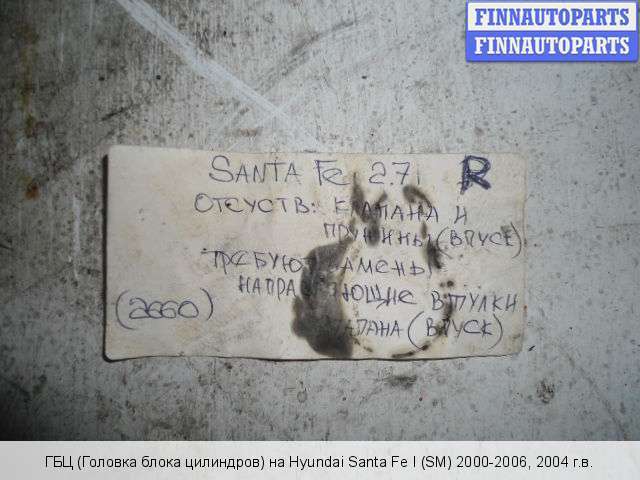 FINNAUTOPARTS
FINNAUTOPARTS
SANTA Fe 2.7i R
ОТСУСТВ: КЛАПАНА И
ПРУЖИНЫ (ВПУСК)
ТРЕБУЮТ ЗАМЕНЫ
НАПРАВЛЯЮЩИЕ ВТУЛКИ
(2660)
КЛАПАНА (ВПУСК)
ГБЦ (Головка блока цилиндров) на Hyundai Santa Fe I (SM) 2000-2006, 2004 г.в.